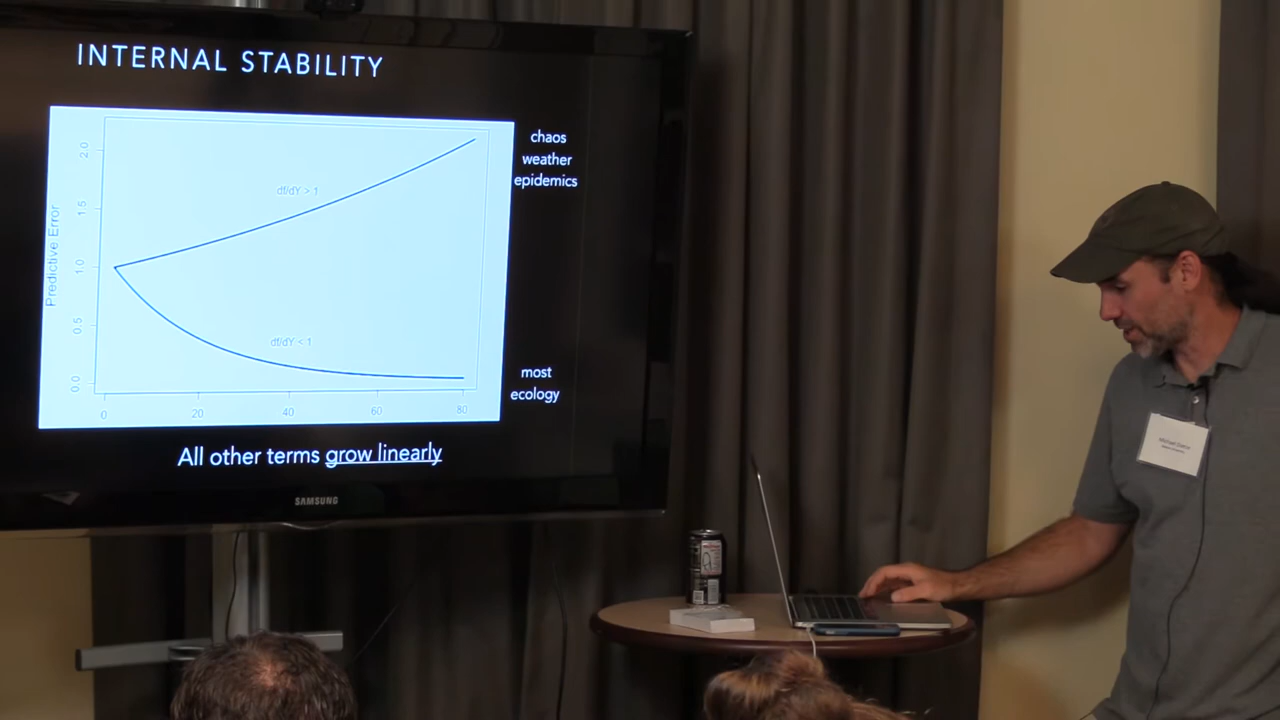 INTERNAL STABILITY
chaos
weather
epidemics
df/dY > 1
Predictive Error
2.0
1.5
1.0
0.5
0.0
df/dY < 1
most
ecology
0 20 40 60 80
All other terms grow linearly
SAMSUNG